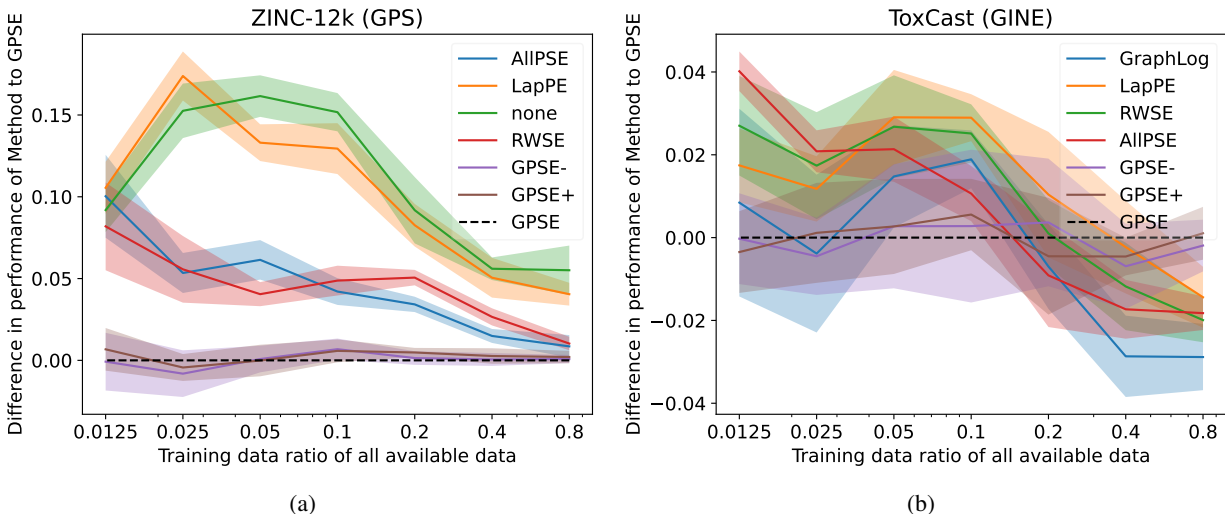 ZINC-12k (GPS)
Difference in performance of Method to GPSE
0.15
0.10
0.05
0.00
AllPSE
LapPE
none
RWSE
GPSE-
GPSE+
GPSE
0.0125 0.025 0.05 0.1 0.2 0.4 0.8
Training data ratio of all available data
(a)
ToxCast (GINE)
Difference in performance of Method to GPSE
0.04
0.02
0.00
−0.02
−0.04
GraphLog
LapPE
RWSE
AllPSE
GPSE-
GPSE+
GPSE
0.0125 0.025 0.05 0.1 0.2 0.4 0.8
Training data ratio of all available data
(b)